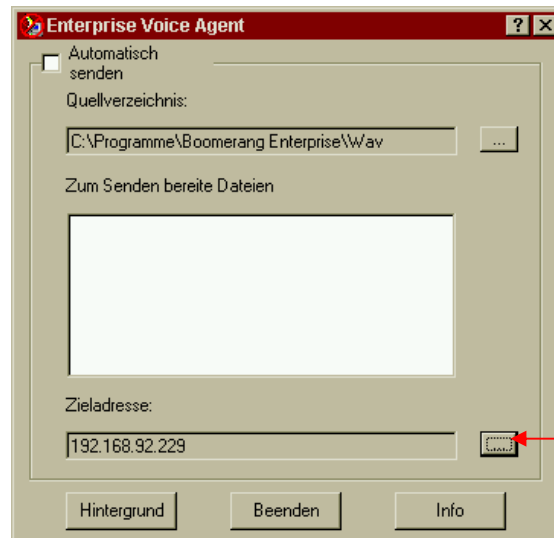 Enterprise Voice Agent
Automatisch
senden
Quellverzeichnis:
C:\Programme\Boomerang Enterprise\Wav
...
Zum Senden bereite Dateien
Zieladresse:
192.168.92.229
...
Hintergrund
Beenden
Info